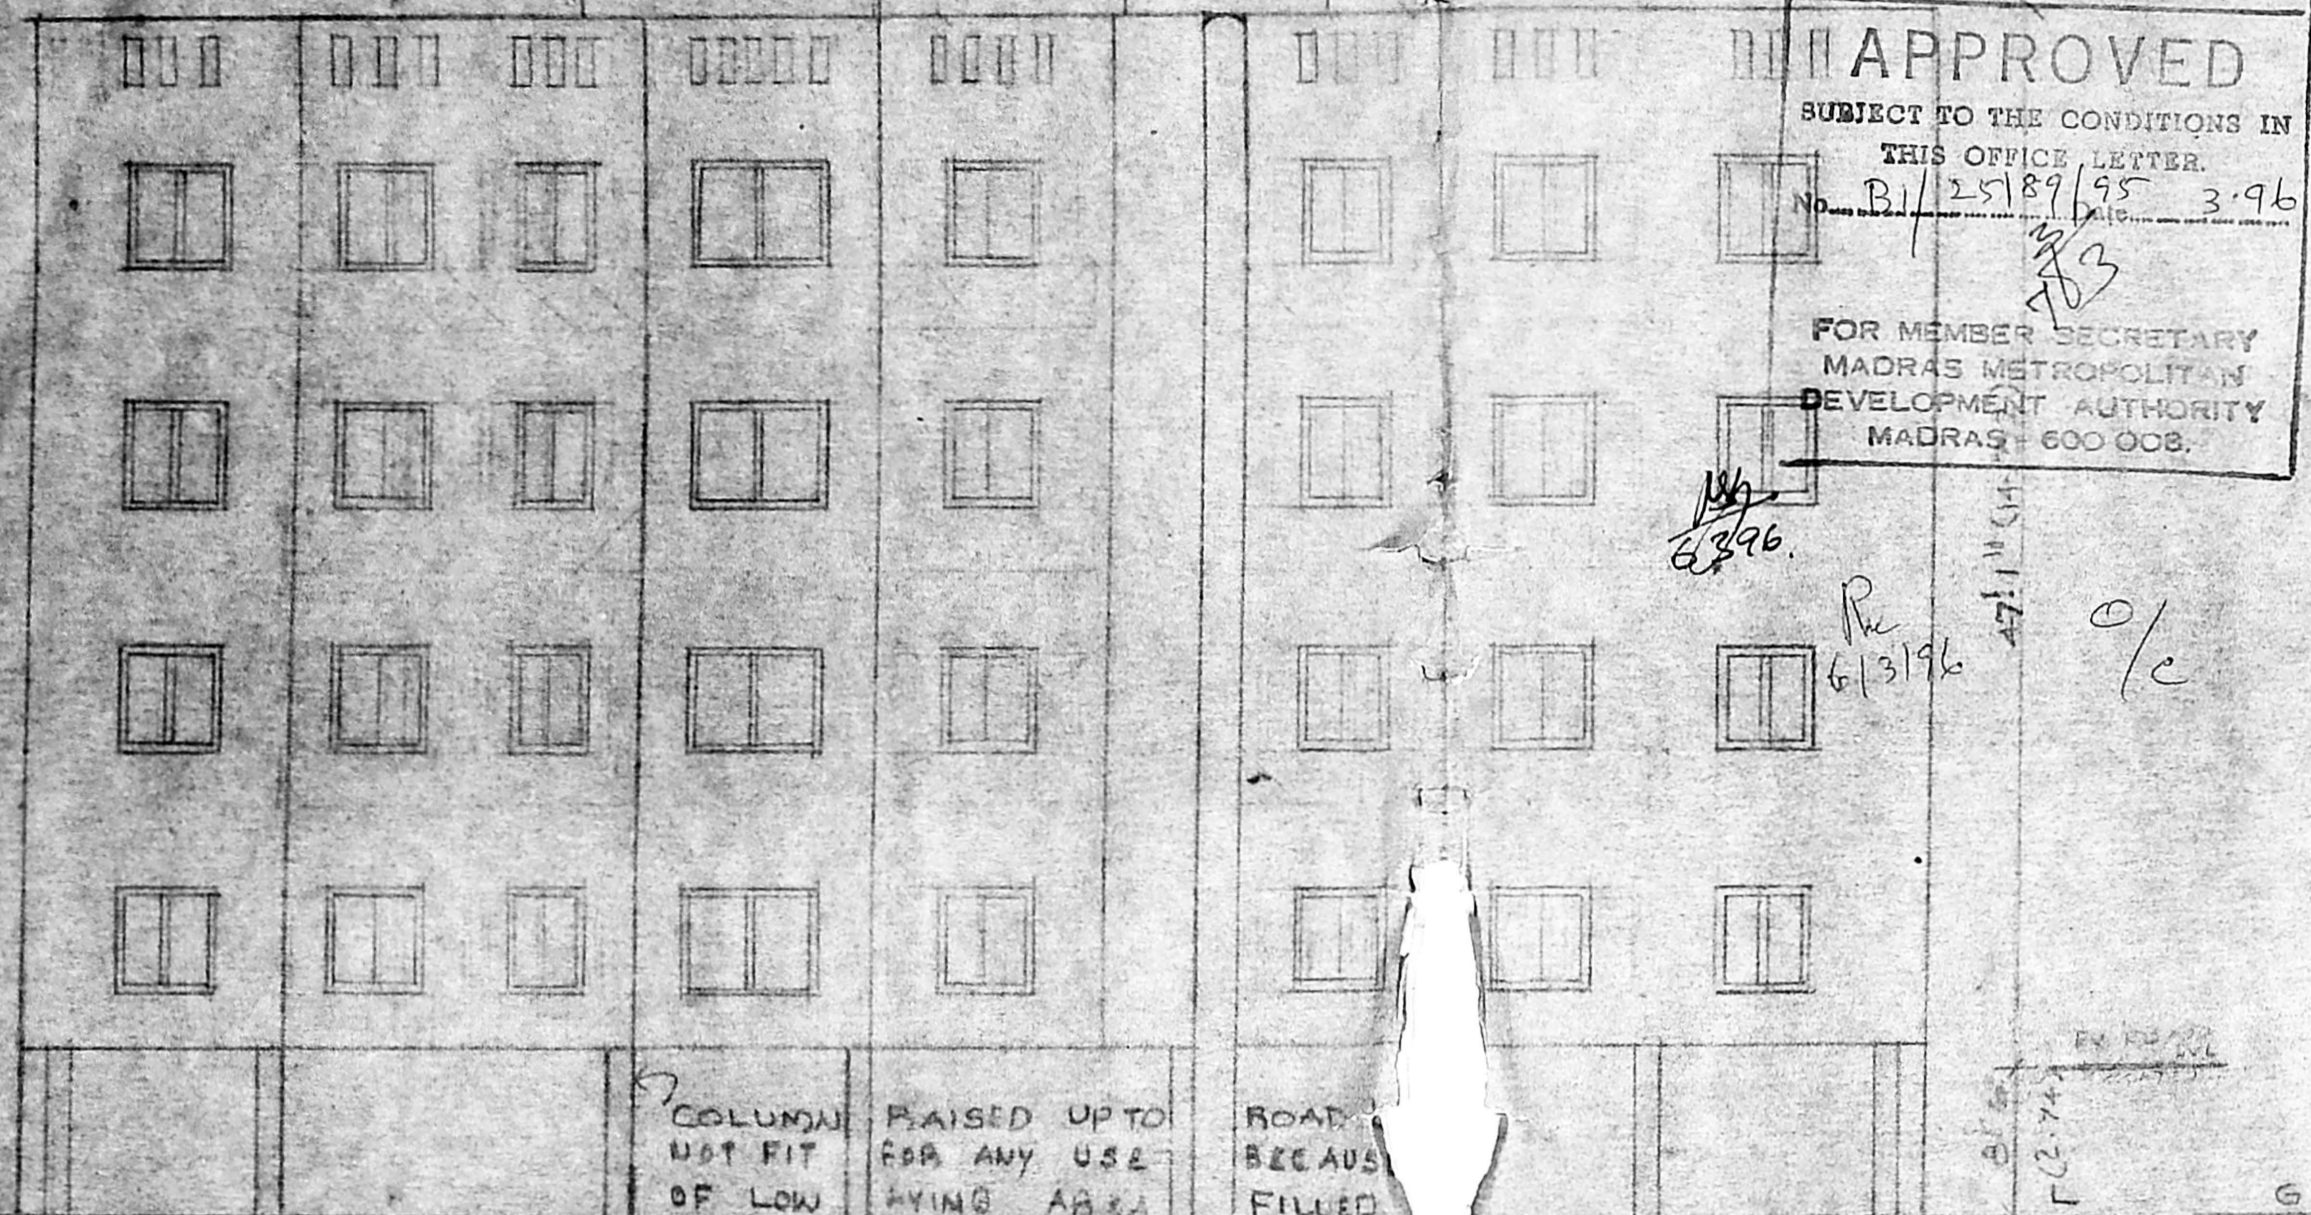 APPROVED
SUBJECT TO THE CONDITIONS IN
THIS OFFICE LETTER.
No. B1/25189/95 Date 3.96
FOR MEMBER SECRETARY
MADRAS METROPOLITAN
DEVELOPMENT AUTHORITY
MADRAS - 600 008.
6/3/96.
6/3/96
O/c
47'.1"
COLUMN RAISED UP TO ROAD
NOT FIT FOR ANY USE BECAUS
OF LOW LYING AREA FILLED
G